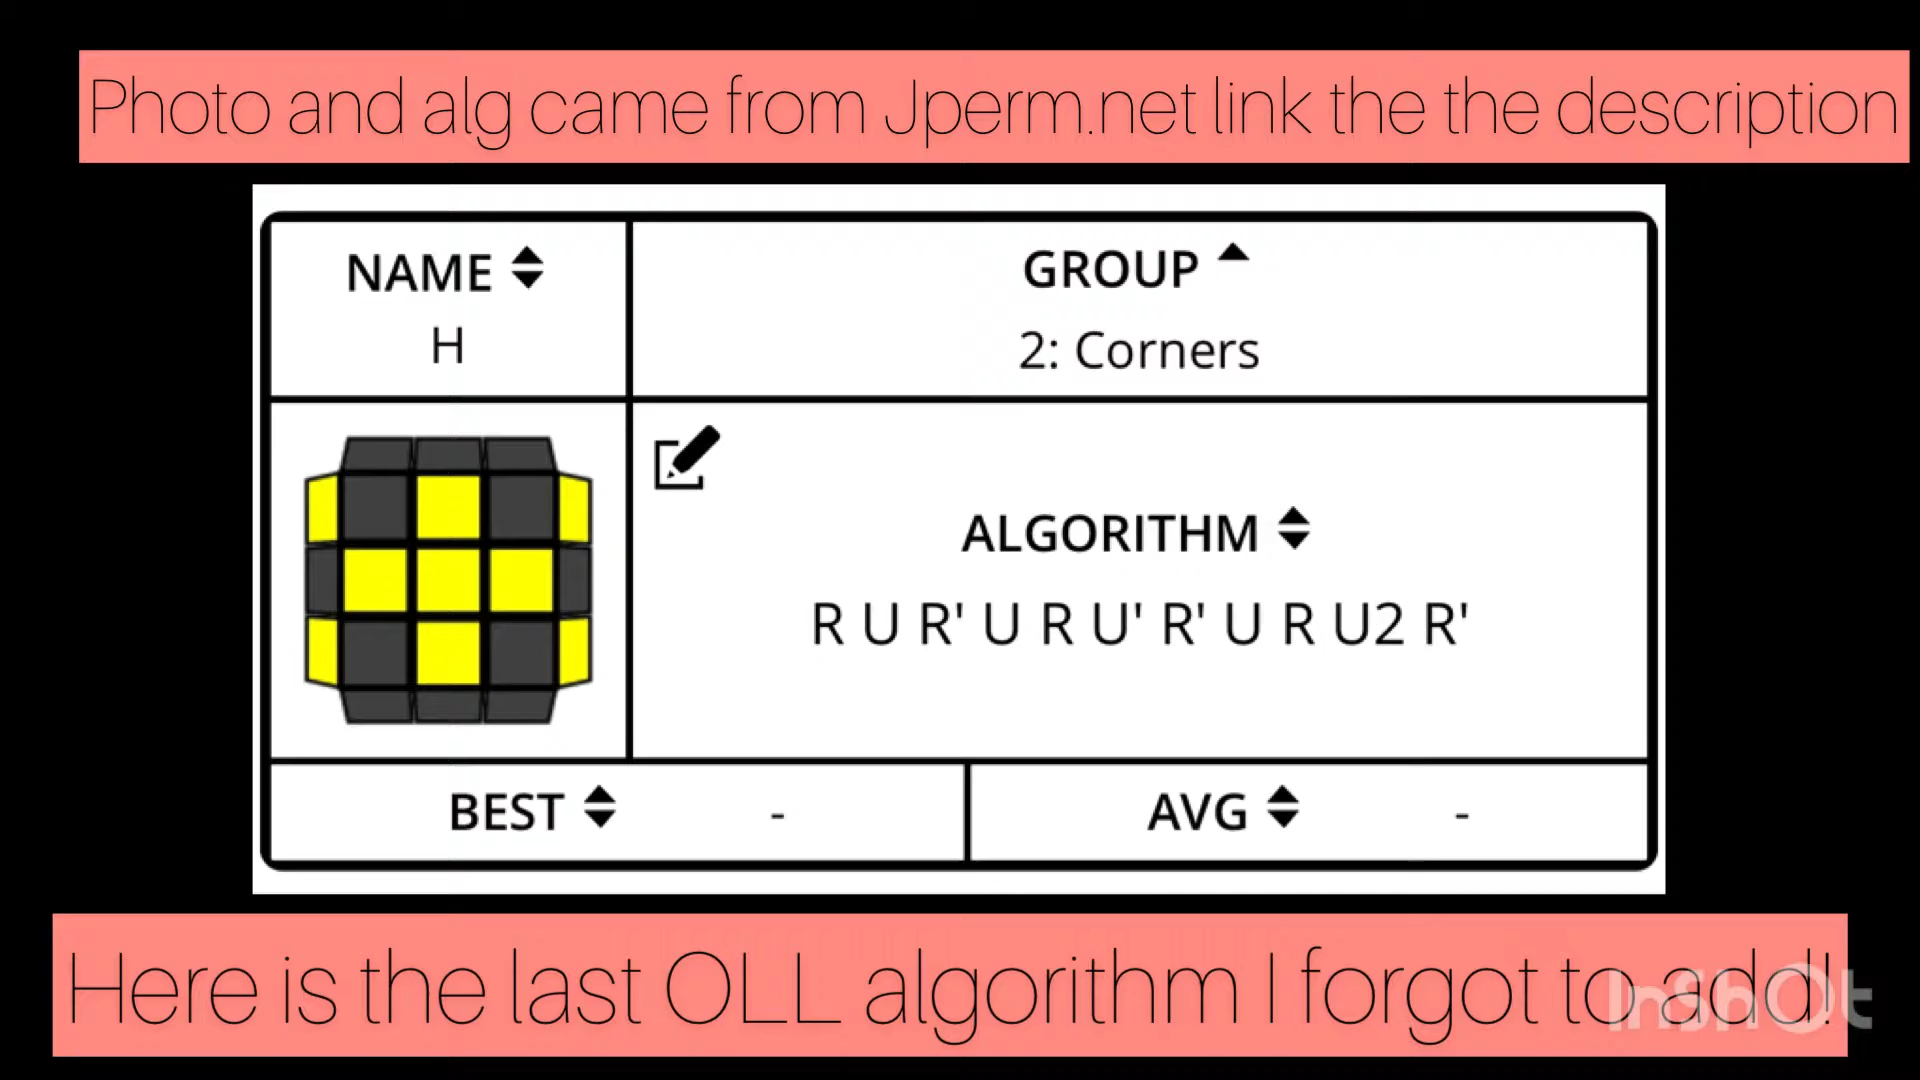 Photo and alg came from Jperm.net link the the description
NAME
H
GROUP
2: Corners
ALGORITHM
R U R' U R U' R' U R U2 R'
BEST -
AVG -
Here is the last OLL algorithm I forgot to add!
InShOt